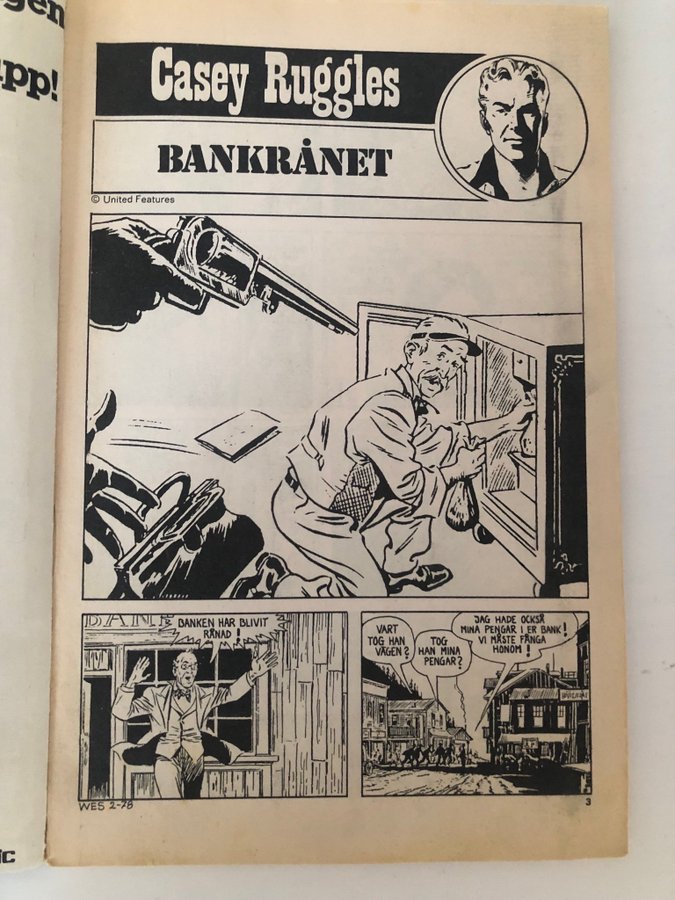 gen
pp!
Casey Ruggles
BANKRÅNET
© United Features
BANKEN HAR BLIVIT
RÅNAD !
VART
TOG HAN
VÄGEN?
TOG
HAN MINA
PENGAR?
JAG HADE OCKSÅ
MINA PENGAR I ER BANK!
VI MÅSTE FÅNGA
HONOM !
WES 2-78
3
ic